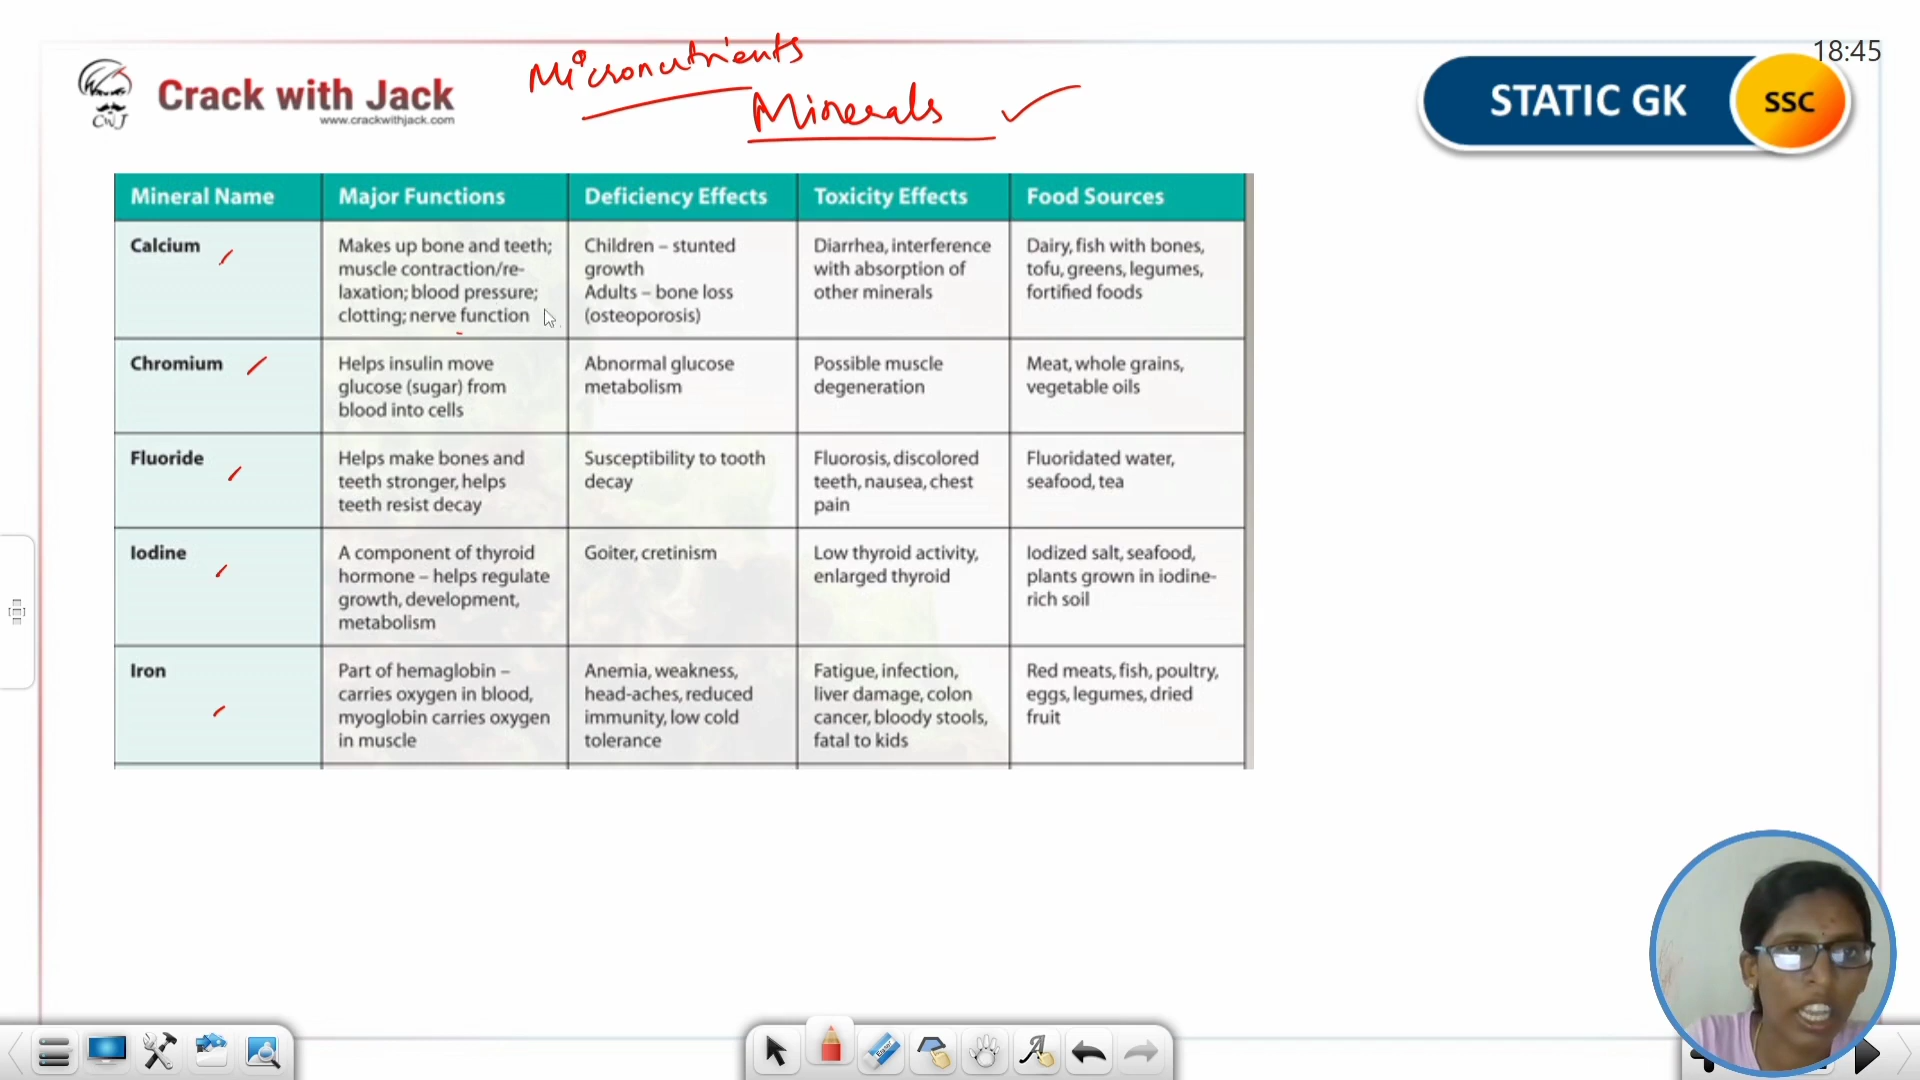 18:45
Micronutrients
Minerals
CWJ
Crack with Jack
www.crackwithjack.com
STATIC GK
SSC
Mineral Name Major Functions Deficiency Effects Toxicity Effects Food Sources
Calcium
Makes up bone and teeth;
muscle contraction/re-
laxation; blood pressure;
clotting; nerve function
Children – stunted
growth
Adults – bone loss
(osteoporosis)
Diarrhea, interference
with absorption of
other minerals
Dairy, fish with bones,
tofu, greens, legumes,
fortified foods
Chromium
Helps insulin move
glucose (sugar) from
blood into cells
Abnormal glucose
metabolism
Possible muscle
degeneration
Meat, whole grains,
vegetable oils
Fluoride
Helps make bones and
teeth stronger, helps
teeth resist decay
Susceptibility to tooth
decay
Fluorosis, discolored
teeth, nausea, chest
pain
Fluoridated water,
seafood, tea
Iodine
A component of thyroid
hormone – helps regulate
growth, development,
metabolism
Goiter, cretinism
Low thyroid activity,
enlarged thyroid
Iodized salt, seafood,
plants grown in iodine-
rich soil
Iron
Part of hemaglobin –
carries oxygen in blood,
myoglobin carries oxygen
in muscle
Anemia, weakness,
head-aches, reduced
immunity, low cold
tolerance
Fatigue, infection,
liver damage, colon
cancer, bloody stools,
fatal to kids
Red meats, fish, poultry,
eggs, legumes, dried
fruit